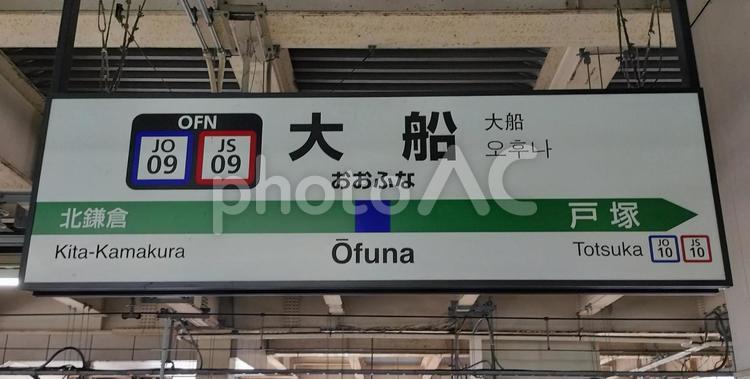 OFN
JO
09
JS
09
大船
おおふな
大船
오후나
北鎌倉
戸塚
Kita-Kamakura
Ōfuna
Totsuka
JO
10
JS
10
photoAC